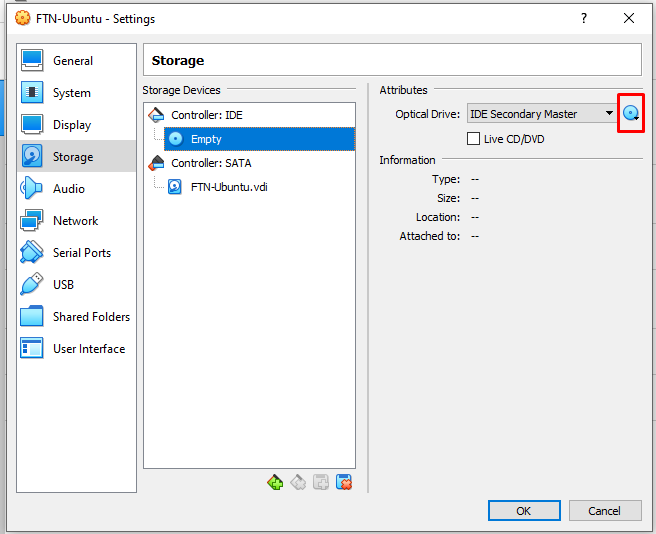 FTN-Ubuntu - Settings
?
General
System
Display
Storage
Audio
Network
Serial Ports
USB
Shared Folders
User Interface
Storage
Storage Devices
Controller: IDE
Empty
Controller: SATA
FTN-Ubuntu.vdi
Attributes
Optical Drive: IDE Secondary Master
Live CD/DVD
Information
Type: --
Size: --
Location: --
Attached to: --
OK Cancel